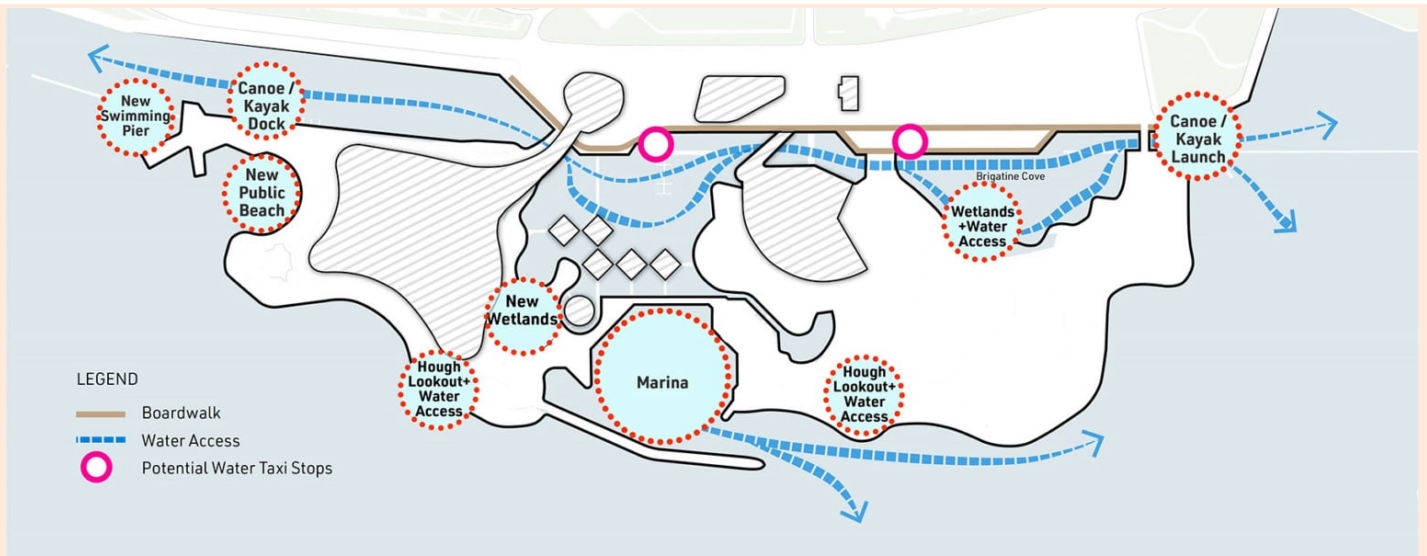 New
Swimming
Pier
Canoe /
Kayak
Dock
New
Public
Beach
Canoe /
Kayak
Launch
Brigatine Cove
Wetlands
+Water
Access
New
Wetlands
Hough
Lookout+
Water
Access
Marina
Hough
Lookout+
Water
Access
LEGEND
Boardwalk
Water Access
Potential Water Taxi Stops